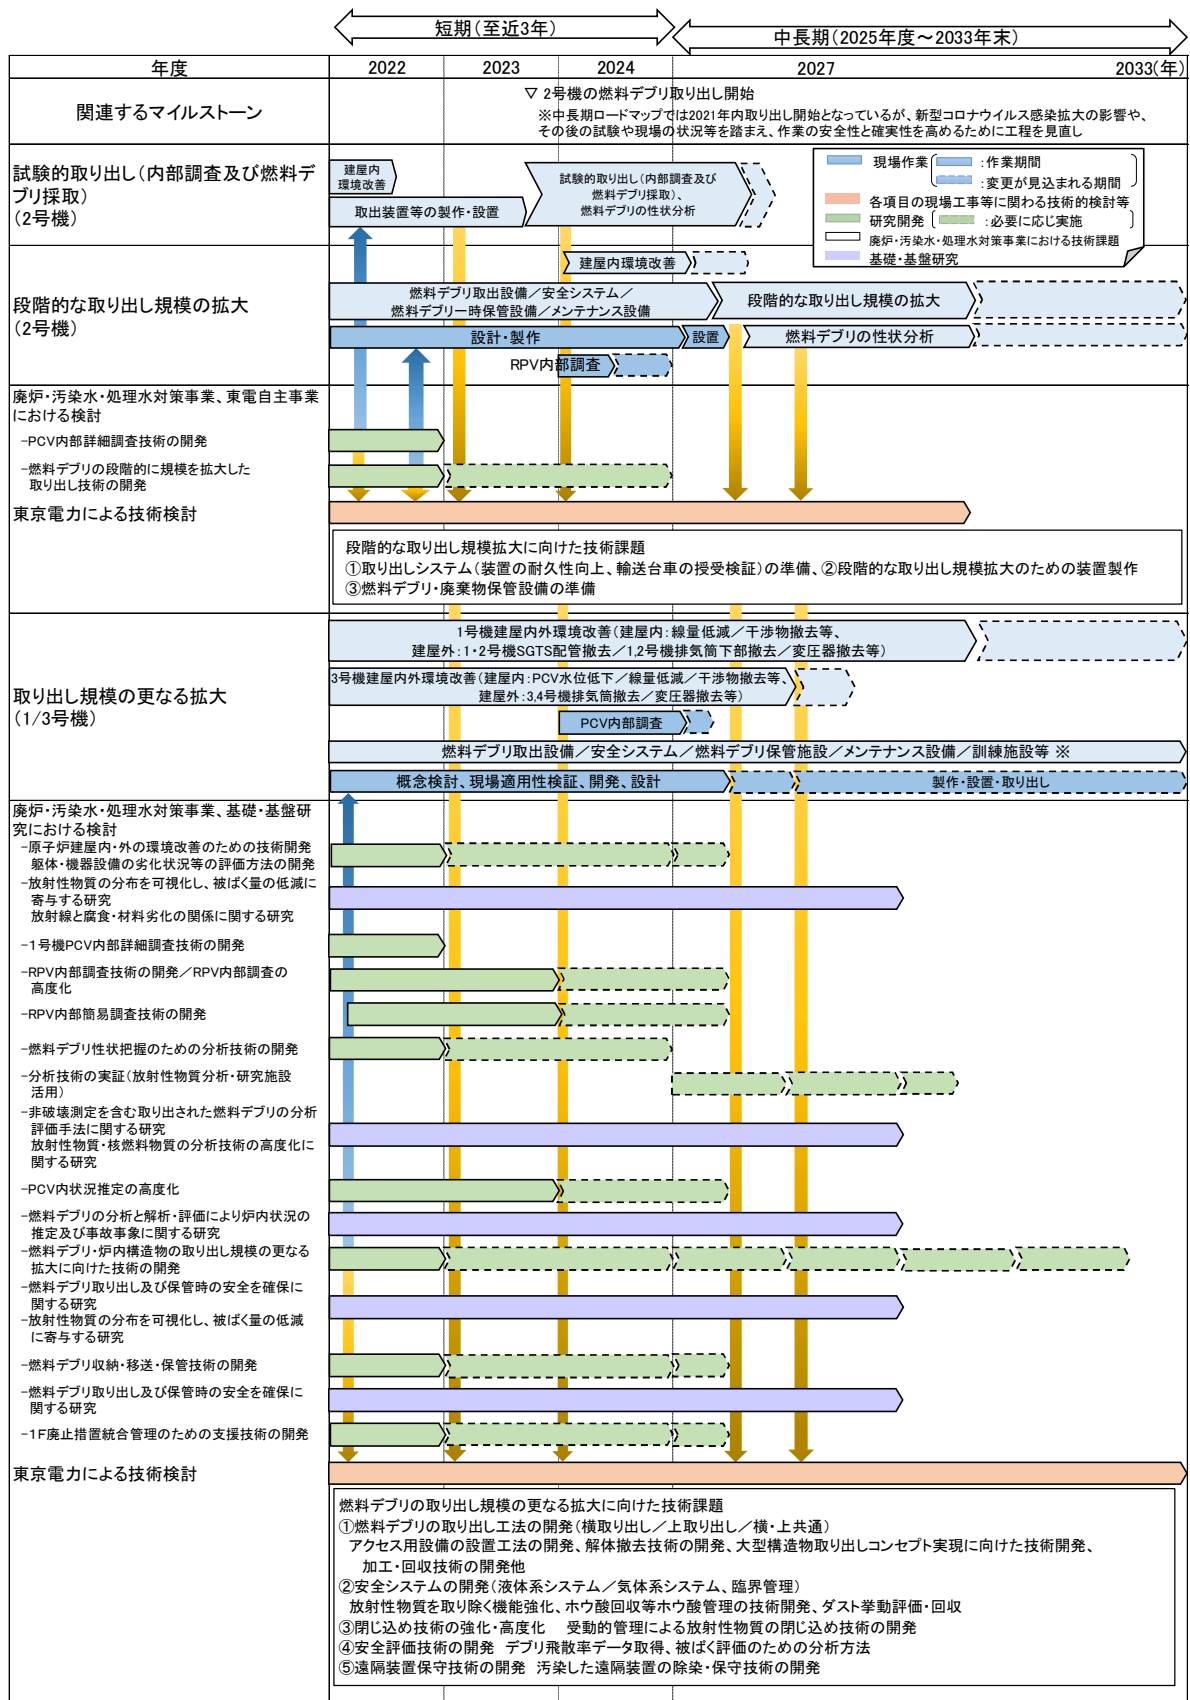 短期（至近3年）
中長期（2025年度～2033年末）
年度
2022
2023
2024
2027
2033（年）
関連するマイルストーン
▽ 2号機の燃料デブリ取り出し開始
※中長期ロードマップでは2021年内取り出し開始となっているが、新型コロナウイルス感染拡大の影響や、
その後の試験や現場の状況等を踏まえ、作業の安全性と確実性を高めるために工程を見直し
試験的取り出し（内部調査及び燃料デ
ブリ採取）
（2号機）
建屋内
環境改善
取出装置等の製作・設置
試験的取り出し（内部調査及び
燃料デブリ採取）、
燃料デブリの性状分析
現場作業
：作業期間
：変更が見込まれる期間
各項目の現場工事等に関わる技術的検討等
研究開発
：必要に応じ実施
廃炉・汚染水・処理水対策事業における技術課題
基礎・基盤研究
段階的な取り出し規模の拡大
（2号機）
建屋内環境改善
燃料デブリ取出設備／安全システム／
燃料デブリ一時保管設備／メンテナンス設備
段階的な取り出し規模の拡大
設計・製作
設置
燃料デブリの性状分析
RPV内部調査
廃炉・汚染水・処理水対策事業、東電自主事業
における検討
-PCV内部詳細調査技術の開発
-燃料デブリの段階的に規模を拡大した
取り出し技術の開発
東京電力による技術検討
段階的な取り出し規模拡大に向けた技術課題
①取り出しシステム（装置の耐久性向上、輸送台車の授受検証）の準備、②段階的な取り出し規模拡大のための装置製作
③燃料デブリ・廃棄物保管設備の準備
取り出し規模の更なる拡大
（1/3号機）
1号機建屋内外環境改善（建屋内：線量低減／干渉物撤去等、
建屋外：1・2号機SGTS配管撤去／1,2号機排気筒下部撤去／変圧器撤去等）
3号機建屋内外環境改善（建屋内：PCV水位低下／線量低減／干渉物撤去等、
建屋外：3,4号機排気筒撤去／変圧器撤去等）
PCV内部調査
燃料デブリ取出設備／安全システム／燃料デブリ保管施設／メンテナンス設備／訓練施設等 ※
概念検討、現場適用性検証、開発、設計
製作・設置・取り出し
廃炉・汚染水・処理水対策事業、基礎・基盤研
究における検討
-原子炉建屋内・外の環境改善のための技術開発
躯体・機器設備の劣化状況等の評価方法の開発
-放射性物質の分布を可視化し、被ばく量の低減に
寄与する研究
放射線と腐食・材料劣化の関係に関する研究
-1号機PCV内部詳細調査技術の開発
-RPV内部調査技術の開発／RPV内部調査の
高度化
-RPV内部簡易調査技術の開発
-燃料デブリ性状把握のための分析技術の開発
-分析技術の実証（放射性物質分析・研究施設
活用）
-非破壊測定を含む取り出された燃料デブリの分析
評価手法に関する研究
放射性物質・核燃料物質の分析技術の高度化に
関する研究
-PCV内状況推定の高度化
-燃料デブリの分析と解析・評価により炉内状況の
推定及び事故事象に関する研究
-燃料デブリ・炉内構造物の取り出し規模の更なる
拡大に向けた技術の開発
-燃料デブリ取り出し及び保管時の安全を確保に
関する研究
-放射性物質の分布を可視化し、被ばく量の低減
に寄与する研究
-燃料デブリ収納・移送・保管技術の開発
-燃料デブリ取り出し及び保管時の安全を確保に
関する研究
-1F廃止措置統合管理のための支援技術の開発
東京電力による技術検討
燃料デブリの取り出し規模の更なる拡大に向けた技術課題
①燃料デブリの取り出し工法の開発（横取り出し／上取り出し／横・上共通）
アクセス用設備の設置工法の開発、解体撤去技術の開発、大型構造物取り出しコンセプト実現に向けた技術開発、
加工・回収技術の開発他
②安全システムの開発（液体系システム／気体系システム、臨界管理）
放射性物質を取り除く機能強化、ホウ酸回収等ホウ酸管理の技術開発、ダスト挙動評価・回収
③閉じ込め技術の強化・高度化 受動的管理による放射性物質の閉じ込め技術の開発
④安全評価技術の開発 デブリ飛散率データ取得、被ばく評価のための分析方法
⑤遠隔装置保守技術の開発 汚染した遠隔装置の除染・保守技術の開発